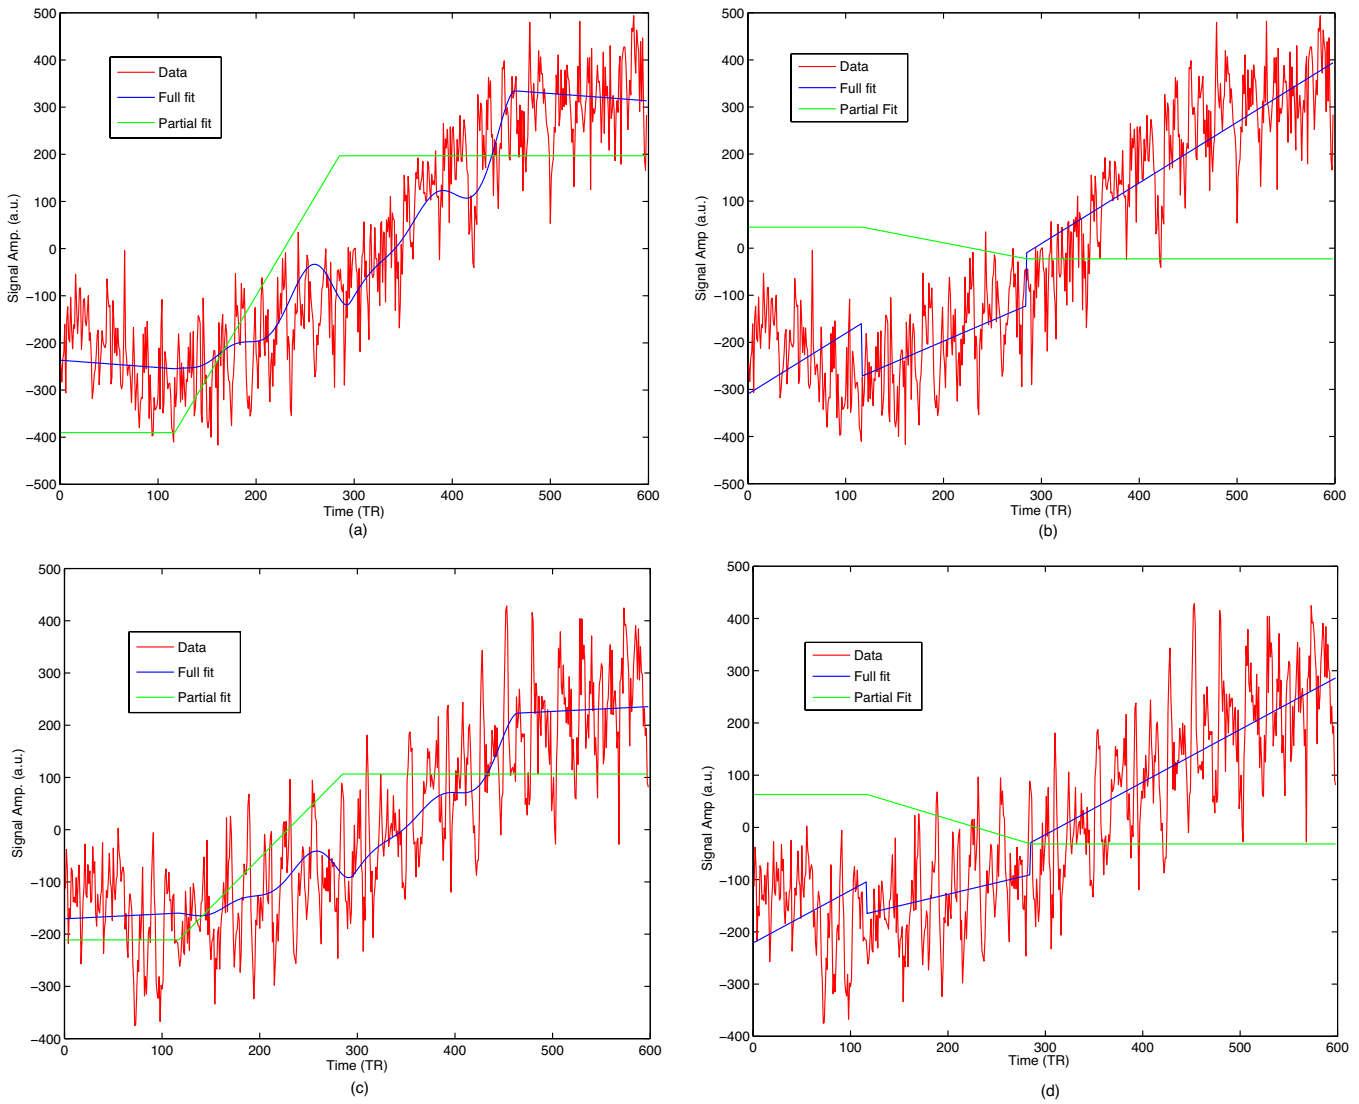 500
400
300
200
100
0
−100
−200
−300
−400
−500
Signal Amp. (a.u.)
Data
Full fit
Partial fit
0 100 200 300 400 500 600
Time (TR)
(a)
500
400
300
200
100
0
−100
−200
−300
−400
−500
Signal Amp (a.u.)
Data
Full fit
Partial Fit
0 100 200 300 400 500 600
Time (TR)
(b)
500
400
300
200
100
0
−100
−200
−300
−400
Signal Amp. (a.u.)
Data
Full fit
Partial fit
0 100 200 300 400 500 600
Time (TR)
(c)
500
400
300
200
100
0
−100
−200
−300
−400
Signal Amp (a.u.)
Data
Full fit
Partial Fit
0 100 200 300 400 500 600
Time (TR)
(d)